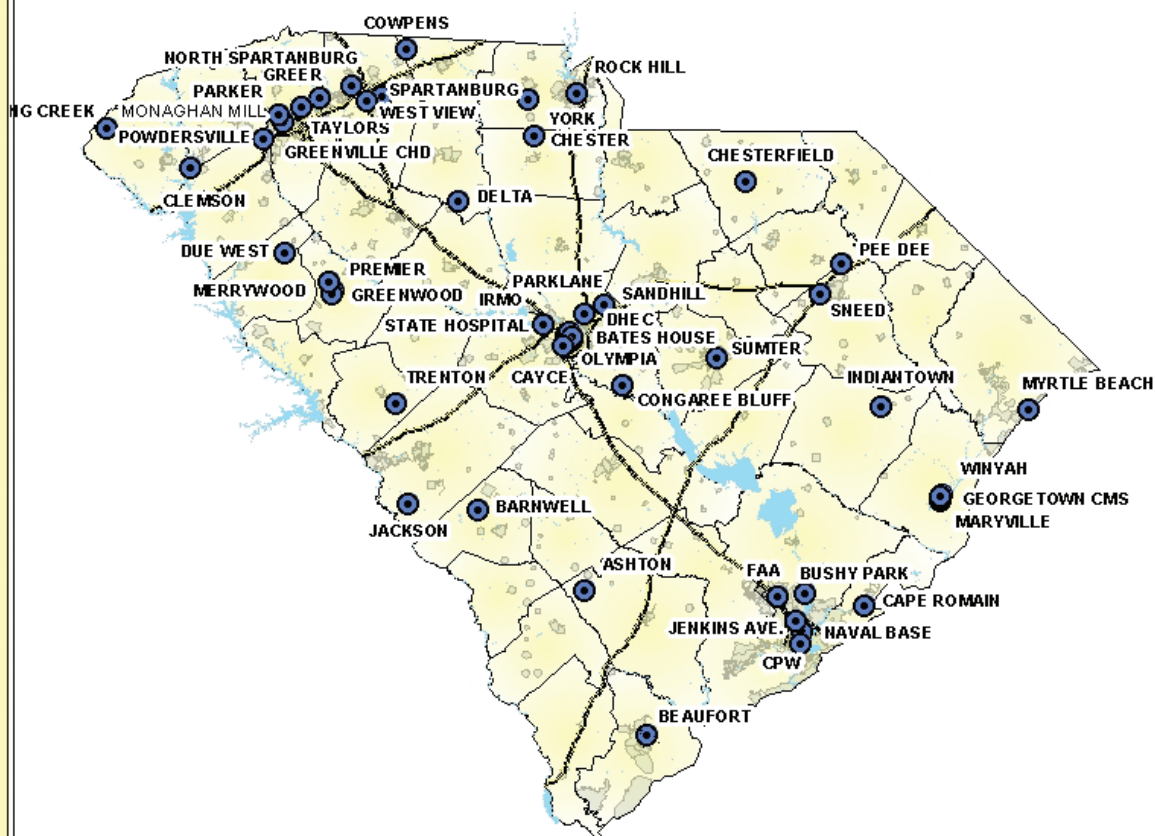 COWPENS
NORTH SPARTANBURG
GREER
ROCK HILL
PARKER
SPARTANBURG
NG CREEK
MONAGHAN MILL
WEST VIEW
YORK
POWDERSVILLE
TAYLORS
CHESTER
GREENVILLE CHD
CHESTERFIELD
CLEMSON
DELTA
DUE WEST
PEE DEE
PREMIER
MERRYWOOD
GREENWOOD
PARKLANE
IRMO
SANDHILL
SNEED
STATE HOSPITAL
DHEC
BATES HOUSE
OLYMPIA
SUMTER
TRENTON
CAYCE
INDIANTOWN
MYRTLE BEACH
CONGAREE BLUFF
WINYAH
GEORGETOWN CMS
MARYVILLE
JACKSON
BARNWELL
ASHTON
FAA
BUSHY PARK
CAPE ROMAIN
JENKINS AVE.
NAVAL BASE
CPW
BEAUFORT